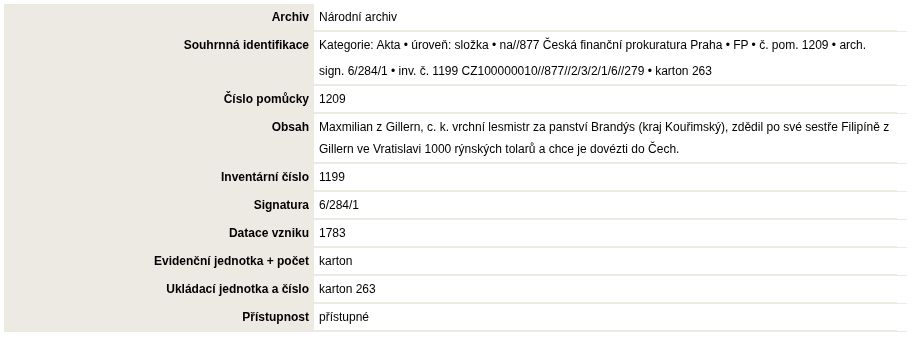 Archiv Národní archiv
Souhrnná identifikace Kategorie: Akta • úroveň: složka • na//877 Česká finanční prokuratura Praha • FP • č. pom. 1209 • arch.
sign. 6/284/1 • inv. č. 1199 CZ100000010//877//2/3/2/1/6//279 • karton 263
Číslo pomůcky 1209
Obsah Maxmilian z Gillern, c. k. vrchní lesmistr za panství Brandýs (kraj Kouřimský), zdědil po své sestře Filipíně z
Gillern ve Vratislavi 1000 rýnských tolarů a chce je dovézti do Čech.
Inventární číslo 1199
Signatura 6/284/1
Datace vzniku 1783
Evidenční jednotka + počet karton
Ukládací jednotka a číslo karton 263
Přístupnost přístupné